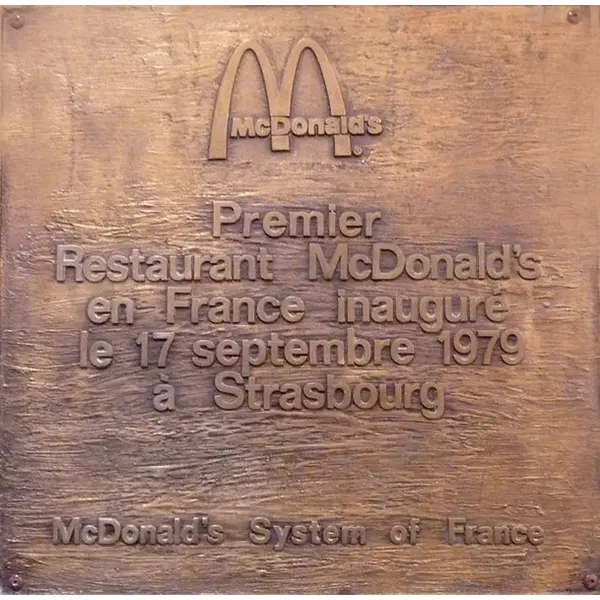 McDonald's
®
Premier
Restaurant McDonald's
en France inauguré
le 17 septembre 1979
à Strasbourg
McDonald's System of France